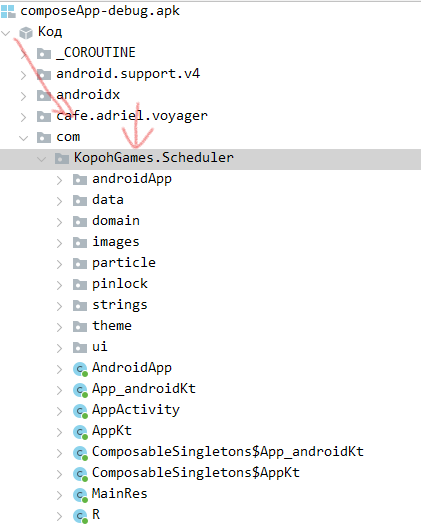 composeApp-debug.apk
Код
_COROUTINE
android.support.v4
androidx
cafe.adriel.voyager
com
KopohGames.Scheduler
androidApp
data
domain
images
particle
pinlock
strings
theme
ui
AndroidApp
App_androidKt
AppActivity
AppKt
ComposableSingletons$App_androidKt
ComposableSingletons$AppKt
MainRes
R